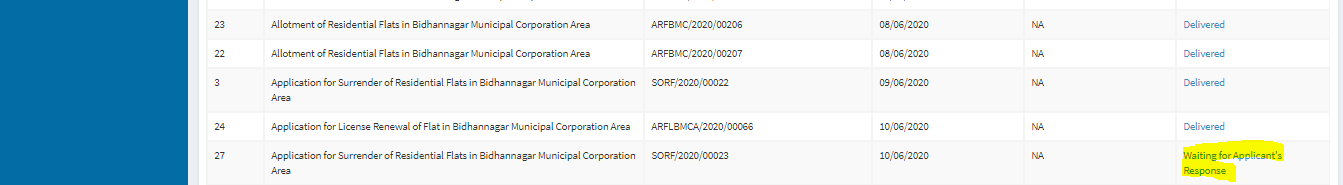 23 Allotment of Residential Flats in Bidhannagar Municipal Corporation Area ARFBMC/2020/00206 08/06/2020 NA Delivered
22 Allotment of Residential Flats in Bidhannagar Municipal Corporation Area ARFBMC/2020/00207 08/06/2020 NA Delivered
3 Application for Surrender of Residential Flats in Bidhannagar Municipal Corporation SORF/2020/00022 09/06/2020 NA Delivered
Area
24 Application for License Renewal of Flat in Bidhannagar Municipal Corporation Area ARFLBMCA/2020/00066 10/06/2020 NA Delivered
27 Application for Surrender of Residential Flats in Bidhannagar Municipal Corporation SORF/2020/00023 10/06/2020 NA Waiting for Applicant's
Area Response